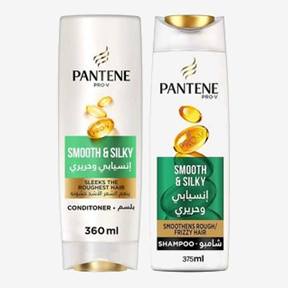 PANTENE
PRO-V
SMOOTH & SILKY
إنسيابي وحريري
SLEEKS THE
ROUGHEST HAIR
CONDITONER + بلسم
360 ml
PANTENE
PRO-V
SMOOTH
& SILKY
إنسيابي
وحريري
SMOOTHENS ROUGH/
FRIZZY HAIR
SHAMPOO - شامبو
375ml